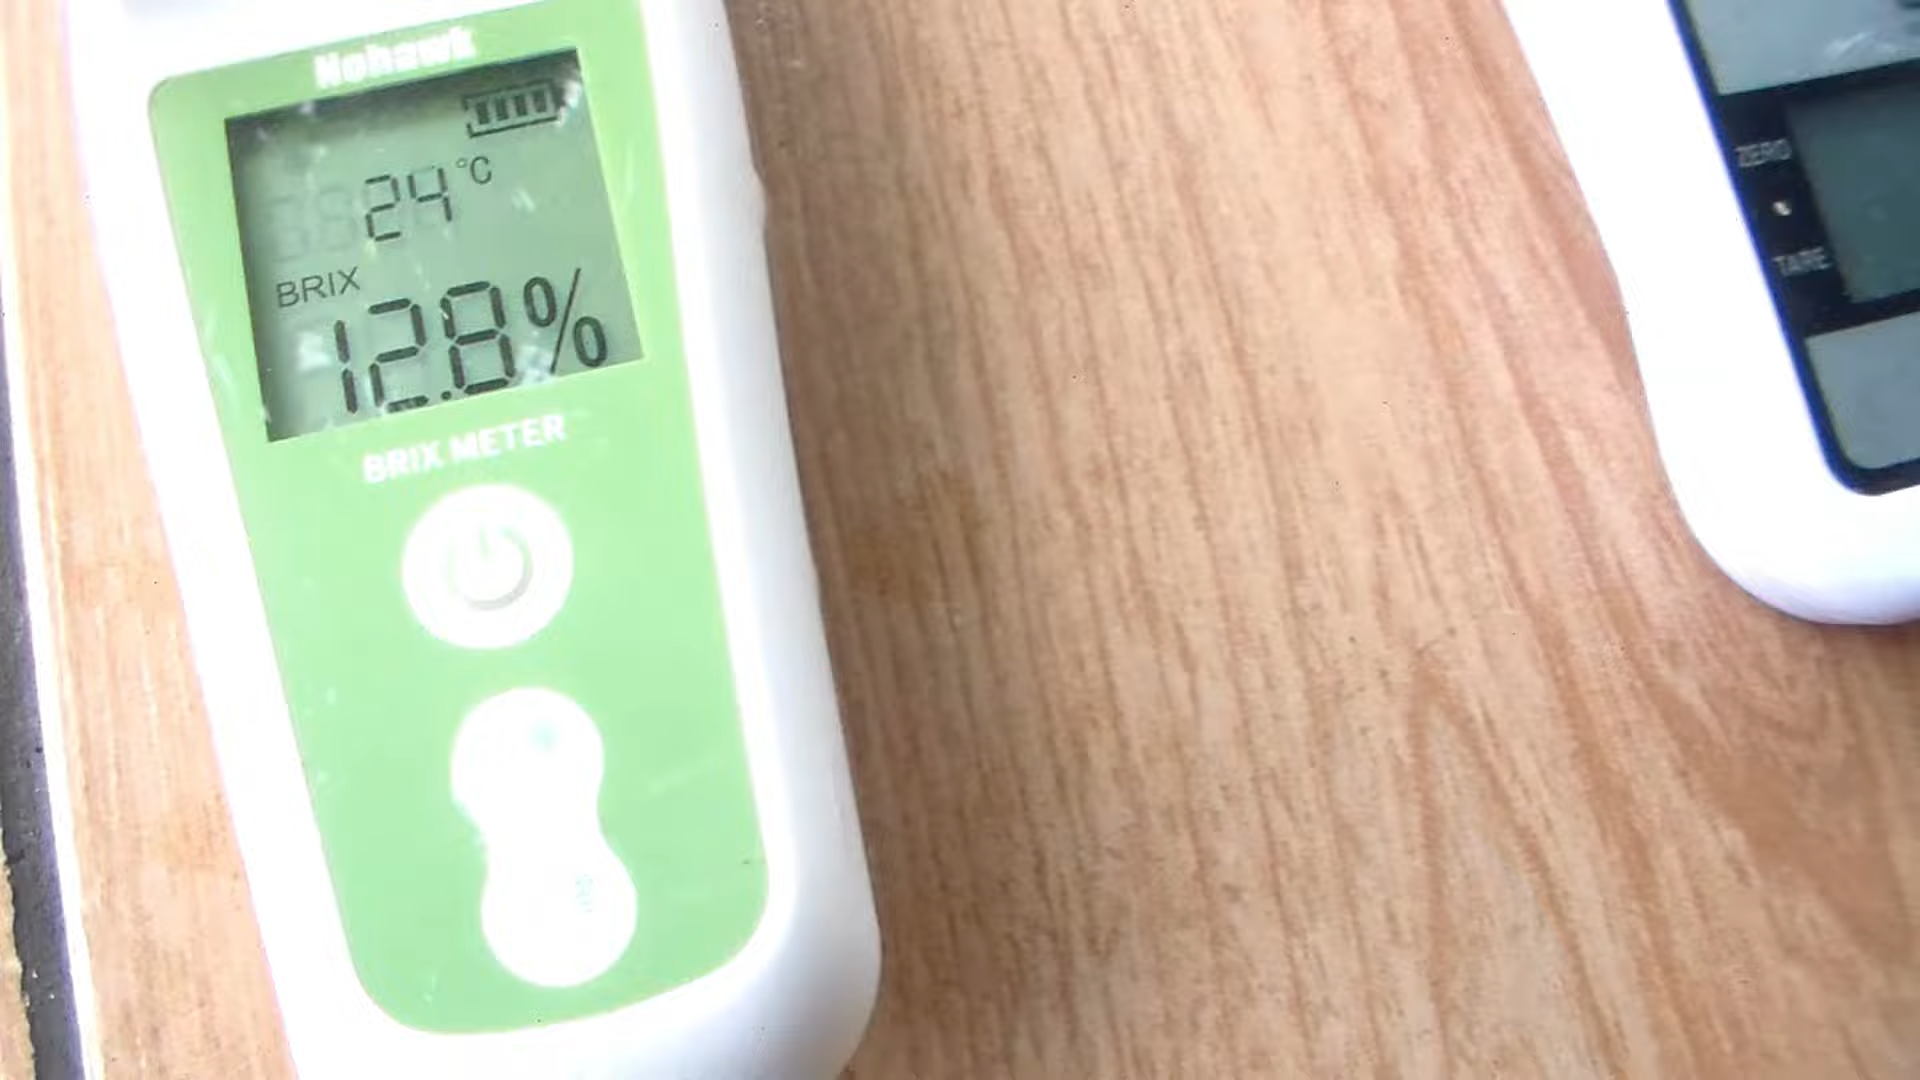 Nohawk
24 °C
BRIX
12.8%
BRIX METER
ZERO
TARE